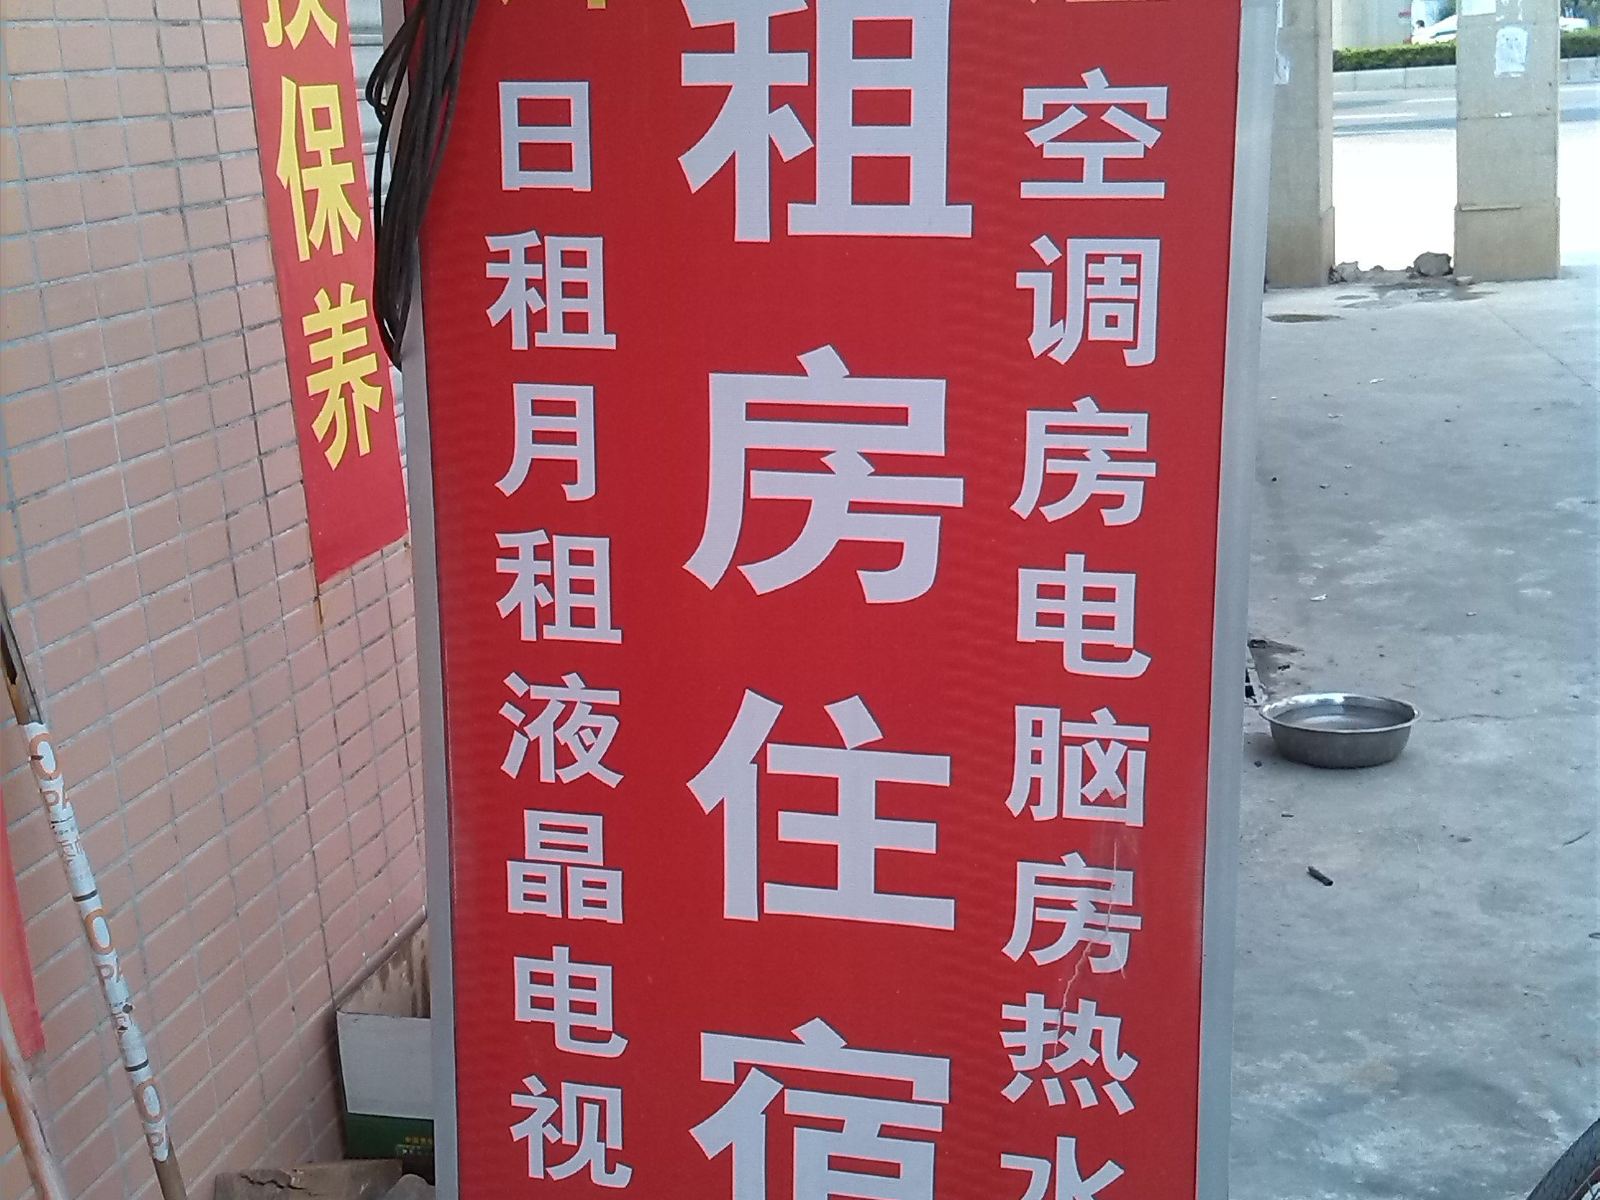 保养
日租月租液晶电视
租房住宿
空调房电脑房热水